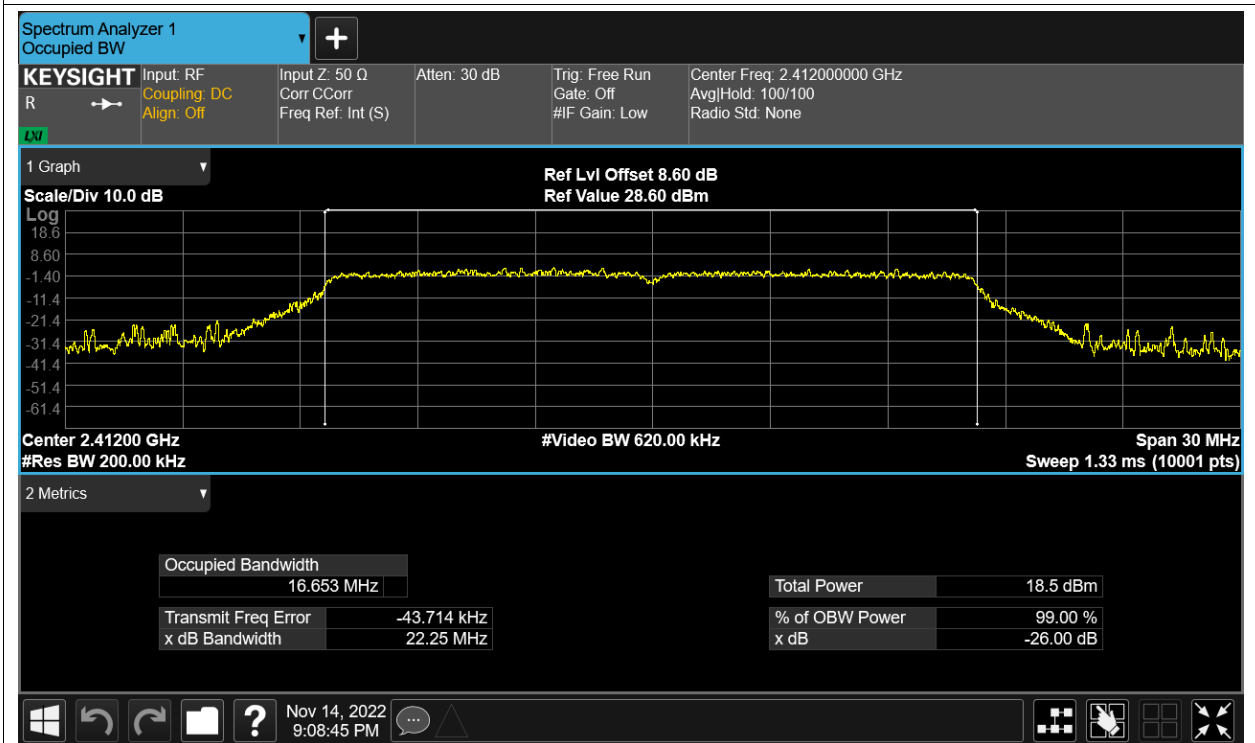 Spectrum Analyzer 1
Occupied BW
KEYSIGHT
R
LXI
Input: RF
Coupling: DC
Align: Off
Input Z: 50 Ω
Corr CCorr
Freq Ref: Int (S)
Atten: 30 dB
Trig: Free Run
Gate: Off
#IF Gain: Low
Center Freq: 2.412000000 GHz
Avg|Hold: 100/100
Radio Std: None
1 Graph
Scale/Div 10.0 dB
Ref Lvl Offset 8.60 dB
Ref Value 28.60 dBm
Log
18.6
8.60
-1.40
-11.4
-21.4
-31.4
-41.4
-51.4
-61.4
Center 2.41200 GHz
#Res BW 200.00 kHz
#Video BW 620.00 kHz
Span 30 MHz
Sweep 1.33 ms (10001 pts)
2 Metrics
Occupied Bandwidth
16.653 MHz
Transmit Freq Error -43.714 kHz
x dB Bandwidth 22.25 MHz
Total Power 18.5 dBm
% of OBW Power 99.00 %
x dB -26.00 dB
?
Nov 14, 2022
9:08:45 PM